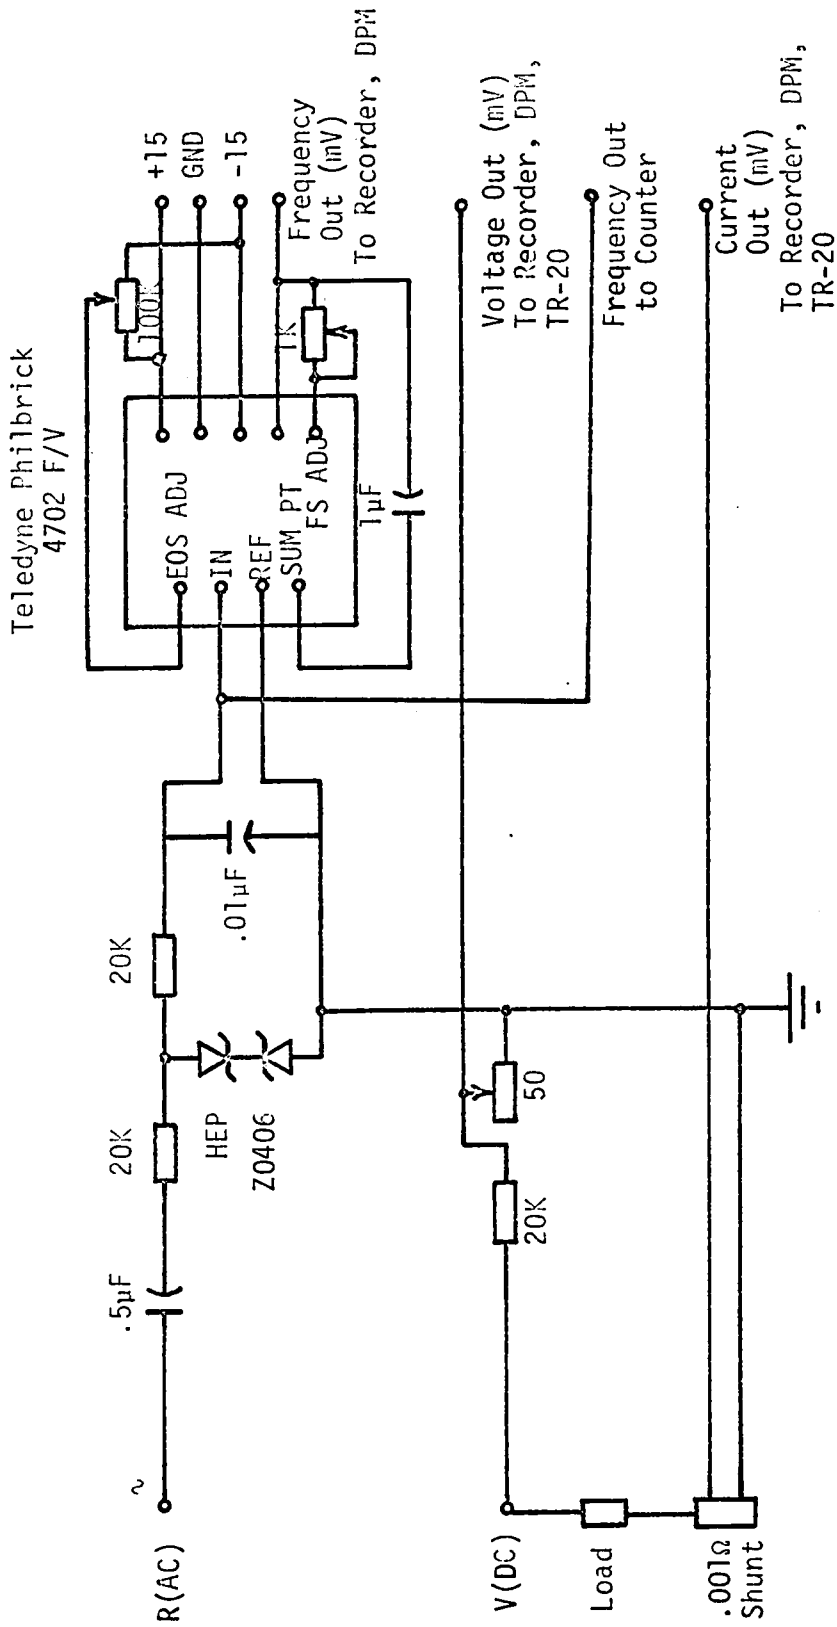 Teledyne Philbrick
4702 F/V
R(AC)
~
.5µF
20K
HEP
Z0406
20K
.01µF
EOS ADJ
IN
REF
SUM PT
FS ADJ
100K
1K
1µF
+15
GND
-15
Frequency
Out (mV)
To Recorder, DPM
V(DC)
20K
50
Voltage Out (mV)
To Recorder, DPM,
TR-20
Frequency Out
to Counter
Load
.001Ω
Shunt
Current
Out (mV)
To Recorder, DPM,
TR-20